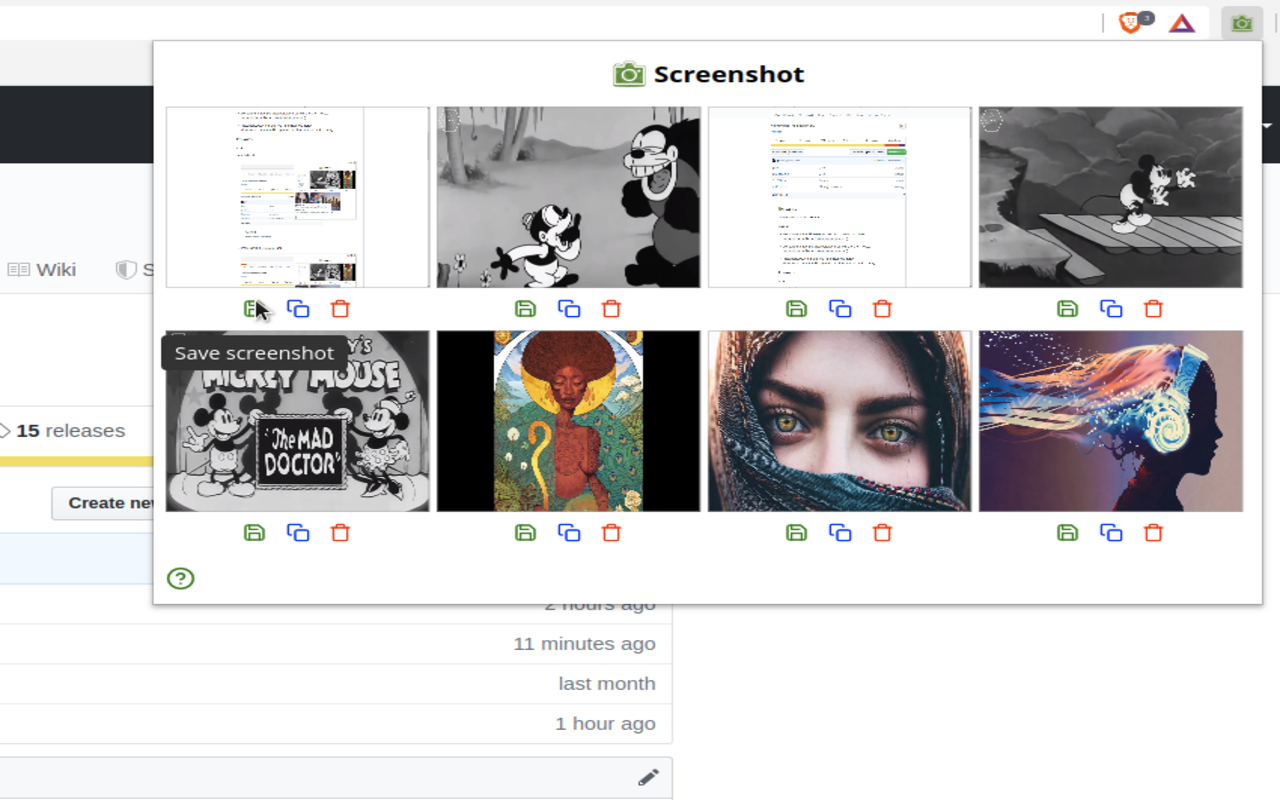 3
Screenshot
Wiki
S
Save screenshot
Y'S
MICKEY MOUSE
'The MAD
DOCTOR'
15 releases
Create ne
2 hours ago
11 minutes ago
last month
1 hour ago